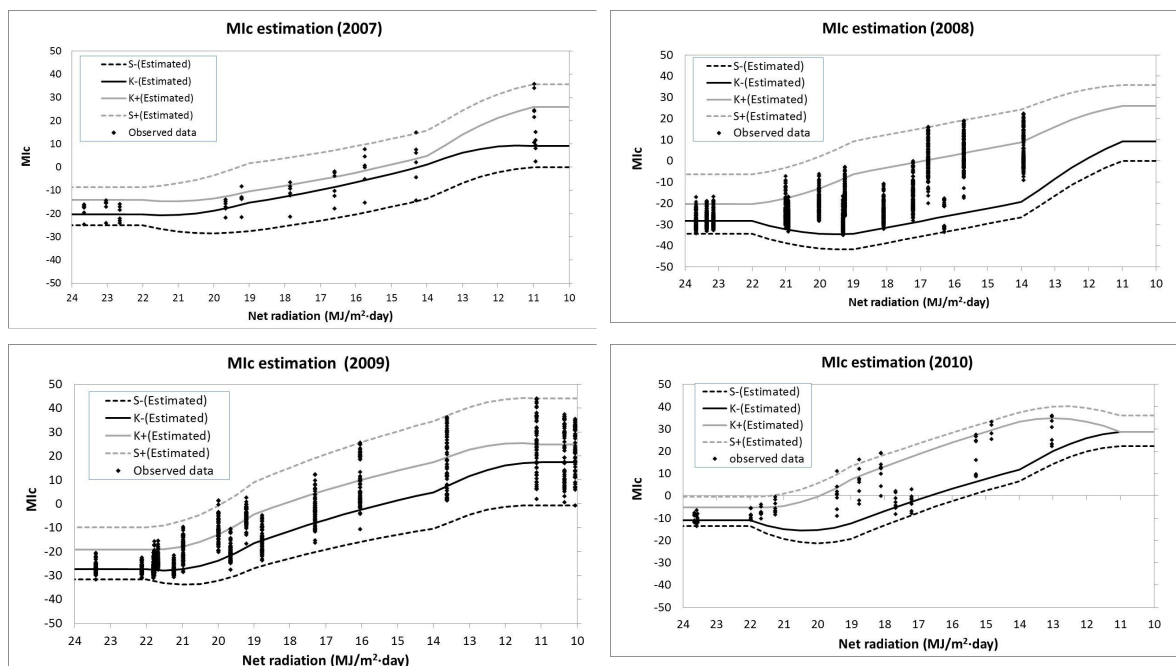 MIc estimation (2007)
50
40
30
20
10
0
-10
-20
-30
-40
-50
MIc
S-(Estimated)
K-(Estimated)
K+(Estimated)
S+(Estimated)
Observed data
24 23 22 21 20 19 18 17 16 15 14 13 12 11 10
Net radiation (MJ/m²·day)
MIc estimation (2008)
50
40
30
20
10
0
-10
-20
-30
-40
-50
MIc
S-(Estimated)
K-(Estimated)
K+(Estimated)
S+(Estimated)
Observed data
24 23 22 21 20 19 18 17 16 15 14 13 12 11 10
Net radiation (MJ/m²·day)
MIc estimation (2009)
50
40
30
20
10
0
-10
-20
-30
-40
-50
MIc
S-(Estimated)
K-(Estimated)
K+(Estimated)
S+(Estimated)
Observed data
24 23 22 21 20 19 18 17 16 15 14 13 12 11 10
Net radiation (MJ/m²·day)
MIc estimation (2010)
50
40
30
20
10
0
-10
-20
-30
-40
-50
MIc
S-(Estimated)
K-(Estimated)
K+(Estimated)
S+(Estimated)
observed data
24 23 22 21 20 19 18 17 16 15 14 13 12 11 10
Net radiation (MJ/m²·day)